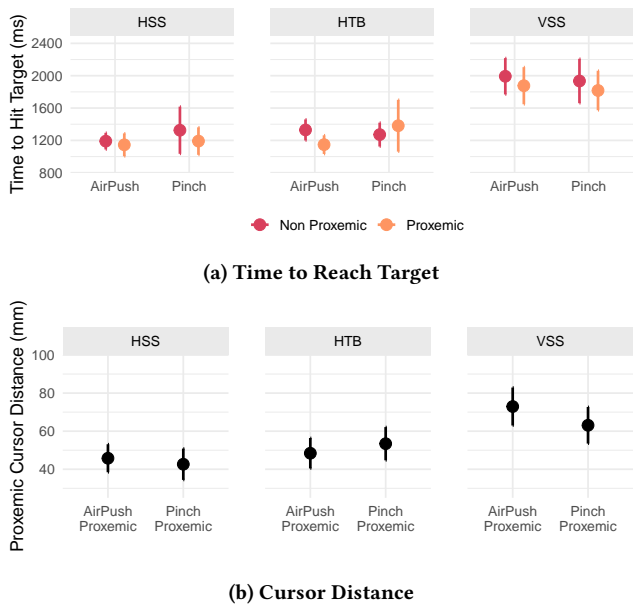 HSS HTB VSS
Time to Hit Target (ms)
2400
2000
1600
1200
800
AirPush Pinch AirPush Pinch AirPush Pinch
Non Proxemic Proxemic
(a) Time to Reach Target
HSS HTB VSS
Proxemic Cursor Distance (mm)
100
80
60
40
AirPush Pinch AirPush Pinch AirPush Pinch
Proxemic Proxemic Proxemic Proxemic Proxemic Proxemic
(b) Cursor Distance